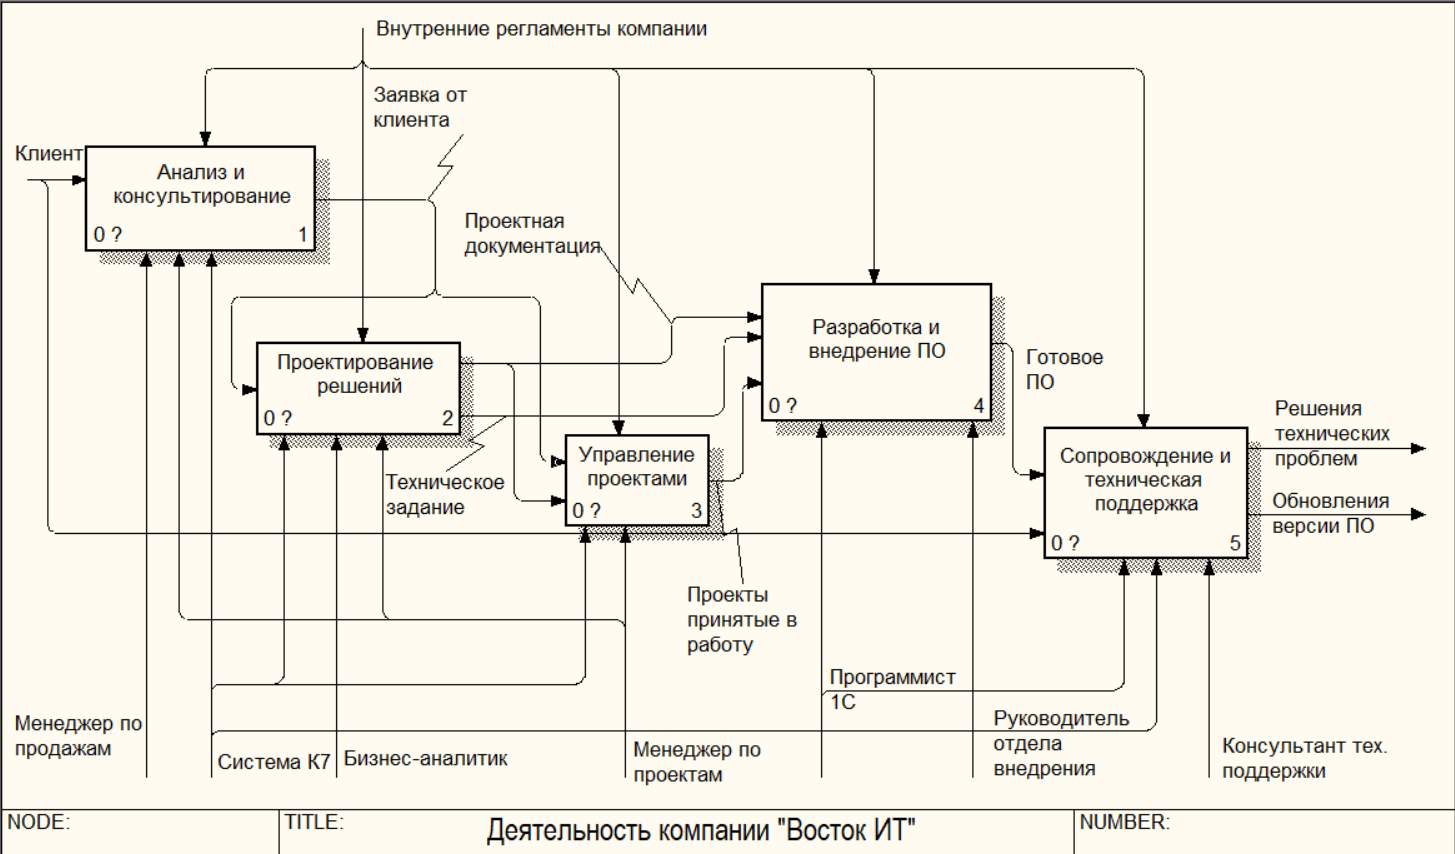 Внутренние регламенты компании
Заявка от
клиента
Клиент
Анализ и
консультирование
0 ?
1
Проектная
документация
Проектирование
решений
0 ?
2
Разработка и
внедрение ПО
0 ?
4
Готовое
ПО
Техническое
задание
Управление
проектами
0 ?
3
Сопровождение и
техническая
поддержка
0 ?
5
Решения
технических
проблем
Обновления
версии ПО
Проекты
принятые в
работу
Менеджер по
продажам
Система К7
Бизнес-аналитик
Менеджер по
проектам
Программист
1С
Руководитель
отдела
внедрения
Консультант тех.
поддержки
NODE:
TITLE:
Деятельность компании "Восток ИТ"
NUMBER: